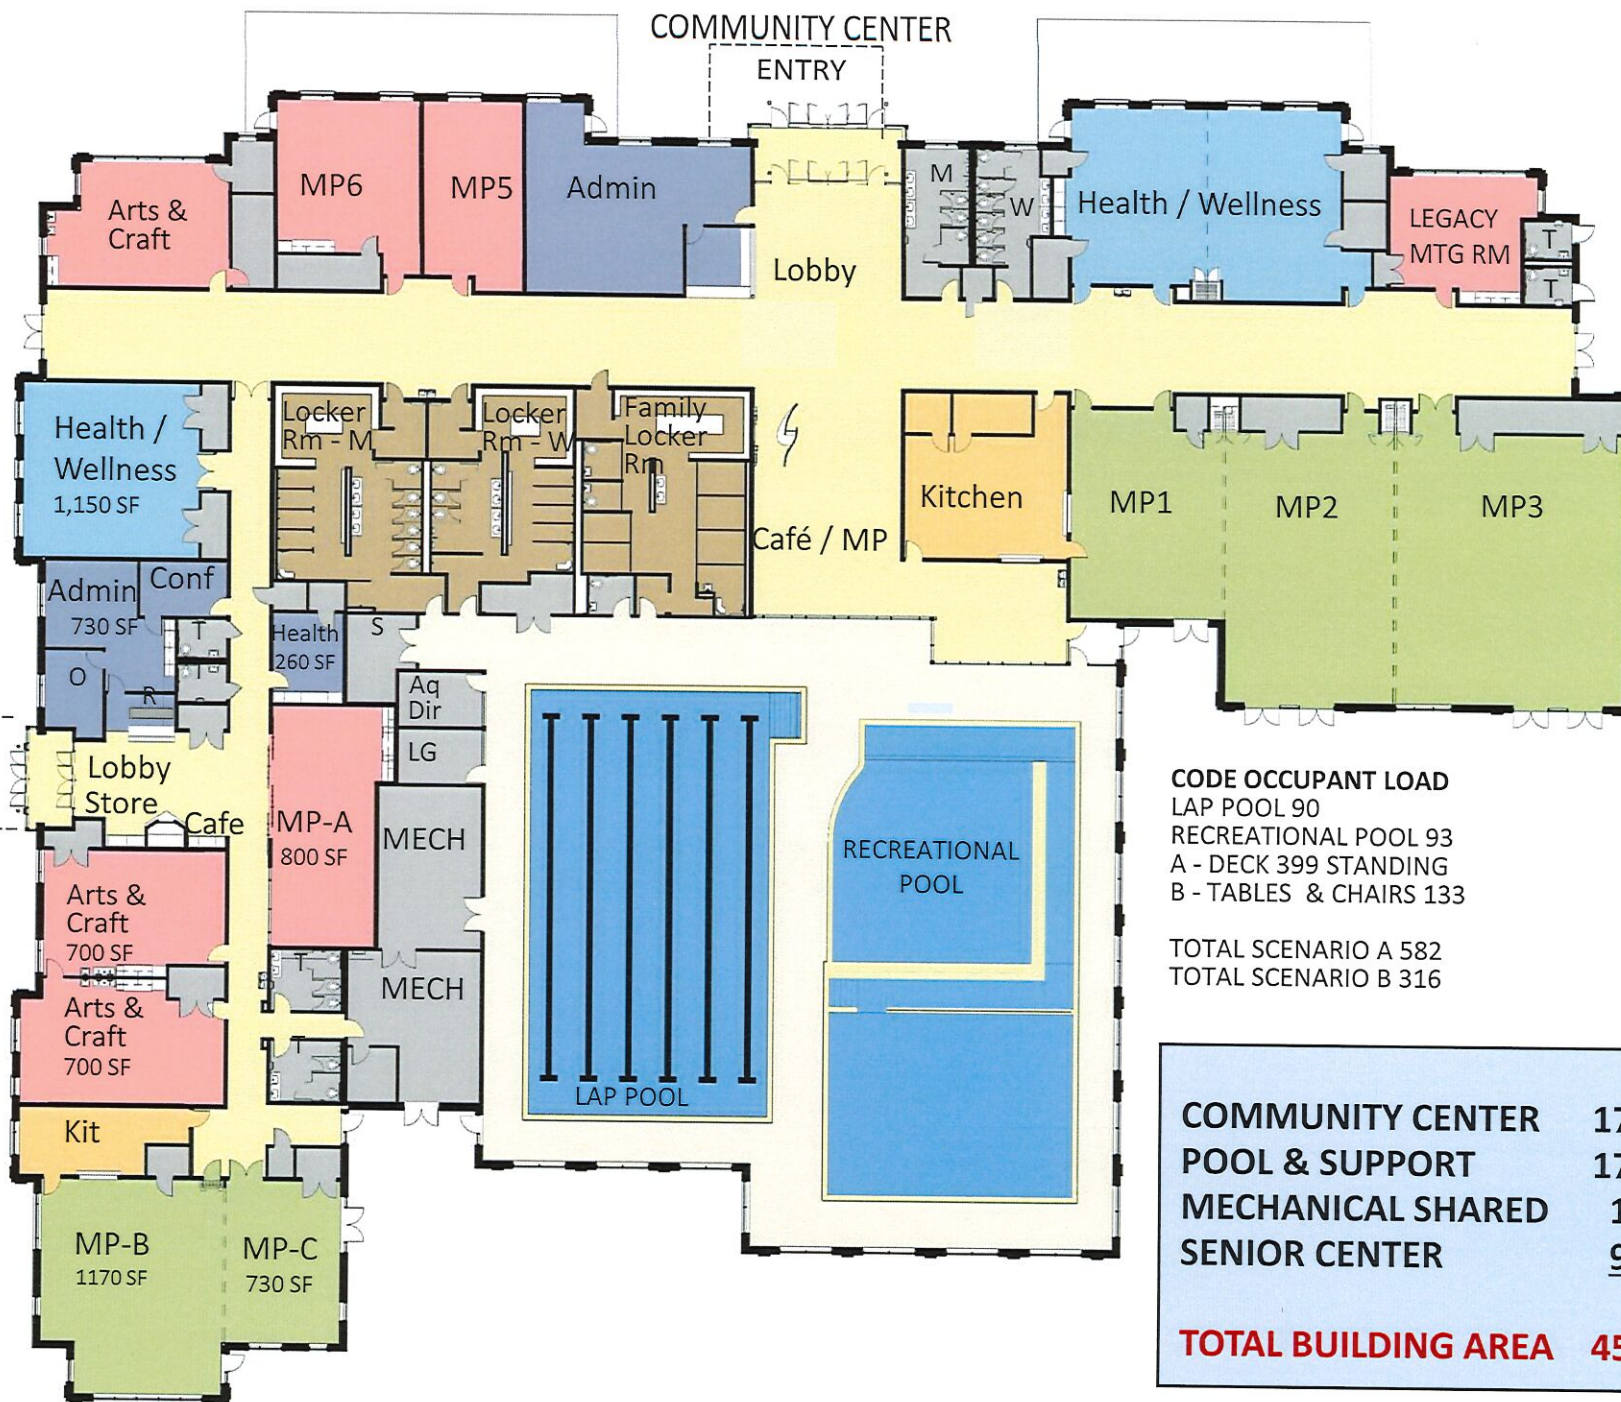 COMMUNITY CENTER
ENTRY
MP6
MP5
Admin
Arts &
Craft
Lobby
M
W
Health / Wellness
LEGACY
MTG RM
T
T
Health /
Wellness
1,150 SF
Locker
Rm - M
Locker
Rm - W
Family
Locker
Rm
Café / MP
Kitchen
MP1
MP2
MP3
Admin
730 SF
Conf
T
T
O
R
Health
260 SF
S
Aq
Dir
LG
Lobby
Store
Cafe
MP-A
800 SF
MECH
MECH
Arts &
Craft
700 SF
Arts &
Craft
700 SF
T
T
Kit
MP-B
1170 SF
MP-C
730 SF
LAP POOL
RECREATIONAL
POOL
CODE OCCUPANT LOAD
LAP POOL 90
RECREATIONAL POOL 93
A - DECK 399 STANDING
B - TABLES & CHAIRS 133
TOTAL SCENARIO A 582
TOTAL SCENARIO B 316
COMMUNITY CENTER 17
POOL & SUPPORT 17
MECHANICAL SHARED 1
SENIOR CENTER 9
TOTAL BUILDING AREA 45